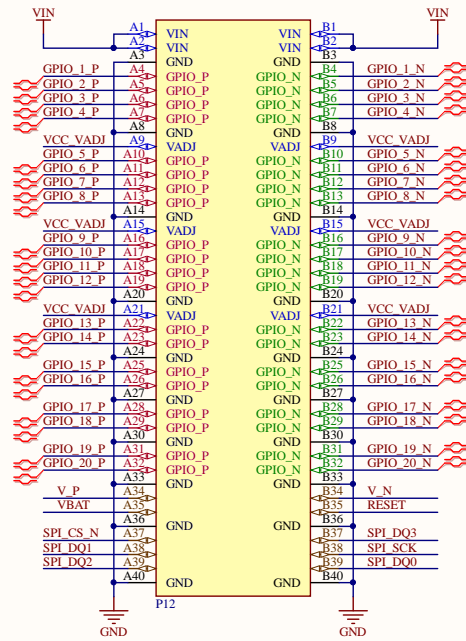 VIN VIN
A1 VIN VIN B1
A2 VIN VIN B2
A3 GND GND B3
GPIO_1_P A4 GPIO_P GPIO_N B4 GPIO_1_N
GPIO_2_P A5 GPIO_P GPIO_N B5 GPIO_2_N
GPIO_3_P A6 GPIO_P GPIO_N B6 GPIO_3_N
GPIO_4_P A7 GPIO_P GPIO_N B7 GPIO_4_N
A8 GND GND B8
VCC_VADJ A9 VADJ VADJ B9 VCC_VADJ
GPIO_5_P A10 GPIO_P GPIO_N B10 GPIO_5_N
GPIO_6_P A11 GPIO_P GPIO_N B11 GPIO_6_N
GPIO_7_P A12 GPIO_P GPIO_N B12 GPIO_7_N
GPIO_8_P A13 GPIO_P GPIO_N B13 GPIO_8_N
A14 GND GND B14
VCC_VADJ A15 VADJ VADJ B15 VCC_VADJ
GPIO_9_P A16 GPIO_P GPIO_N B16 GPIO_9_N
GPIO_10_P A17 GPIO_P GPIO_N B17 GPIO_10_N
GPIO_11_P A18 GPIO_P GPIO_N B18 GPIO_11_N
GPIO_12_P A19 GPIO_P GPIO_N B19 GPIO_12_N
A20 GND GND B20
VCC_VADJ A21 VADJ VADJ B21 VCC_VADJ
GPIO_13_P A22 GPIO_P GPIO_N B22 GPIO_13_N
GPIO_14_P A23 GPIO_P GPIO_N B23 GPIO_14_N
A24 GND GND B24
GPIO_15_P A25 GPIO_P GPIO_N B25 GPIO_15_N
GPIO_16_P A26 GPIO_P GPIO_N B26 GPIO_16_N
A27 GND GND B27
GPIO_17_P A28 GPIO_P GPIO_N B28 GPIO_17_N
GPIO_18_P A29 GPIO_P GPIO_N B29 GPIO_18_N
A30 GND GND B30
GPIO_19_P A31 GPIO_P GPIO_N B31 GPIO_19_N
GPIO_20_P A32 GPIO_P GPIO_N B32 GPIO_20_N
A33 GND GND B33
V_P A34 B34 V_N
VBAT A35 B35 RESET
A36 GND GND B36
SPI_CS_N A37 B37 SPI_DQ3
SPI_DQ1 A38 B38 SPI_SCK
SPI_DQ2 A39 B39 SPI_DQ0
A40 GND GND B40
P12
GND GND